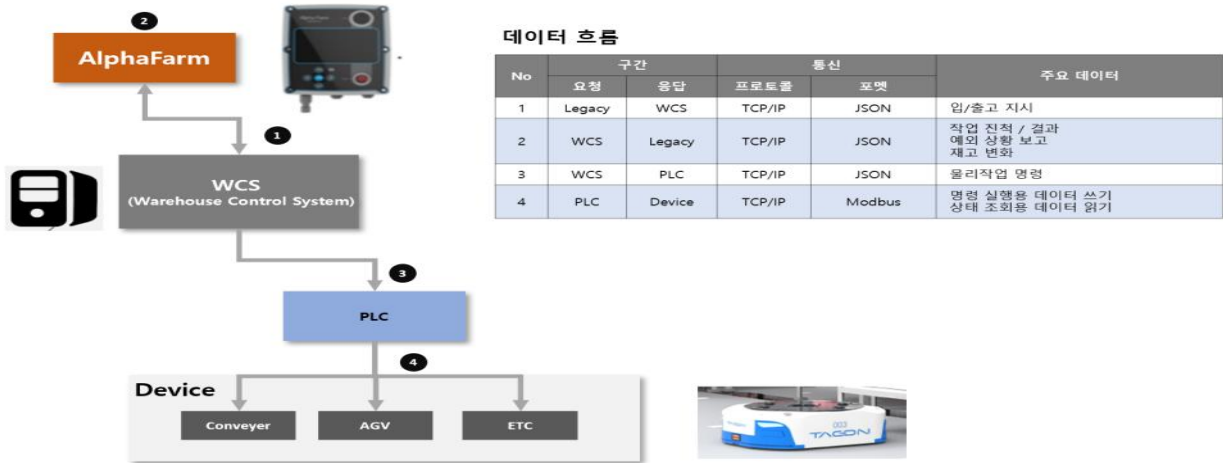 2
AlphaFarm
1
WCS
(Warehouse Control System)
3
PLC
4
Device
Conveyer
AGV
ETC
데이터 흐름
No 구간 통신 주요 데이터
요청 응답 프로토콜 포멧
1 Legacy WCS TCP/IP JSON 입/출고 지시
2 WCS Legacy TCP/IP JSON 작업 진척 / 결과
예외 상황 보고
재고 변화
3 WCS PLC TCP/IP JSON 물리작업 명령
4 PLC Device TCP/IP Modbus 명령 실행용 데이터 쓰기
상태 조회용 데이터 읽기
003
TAGON